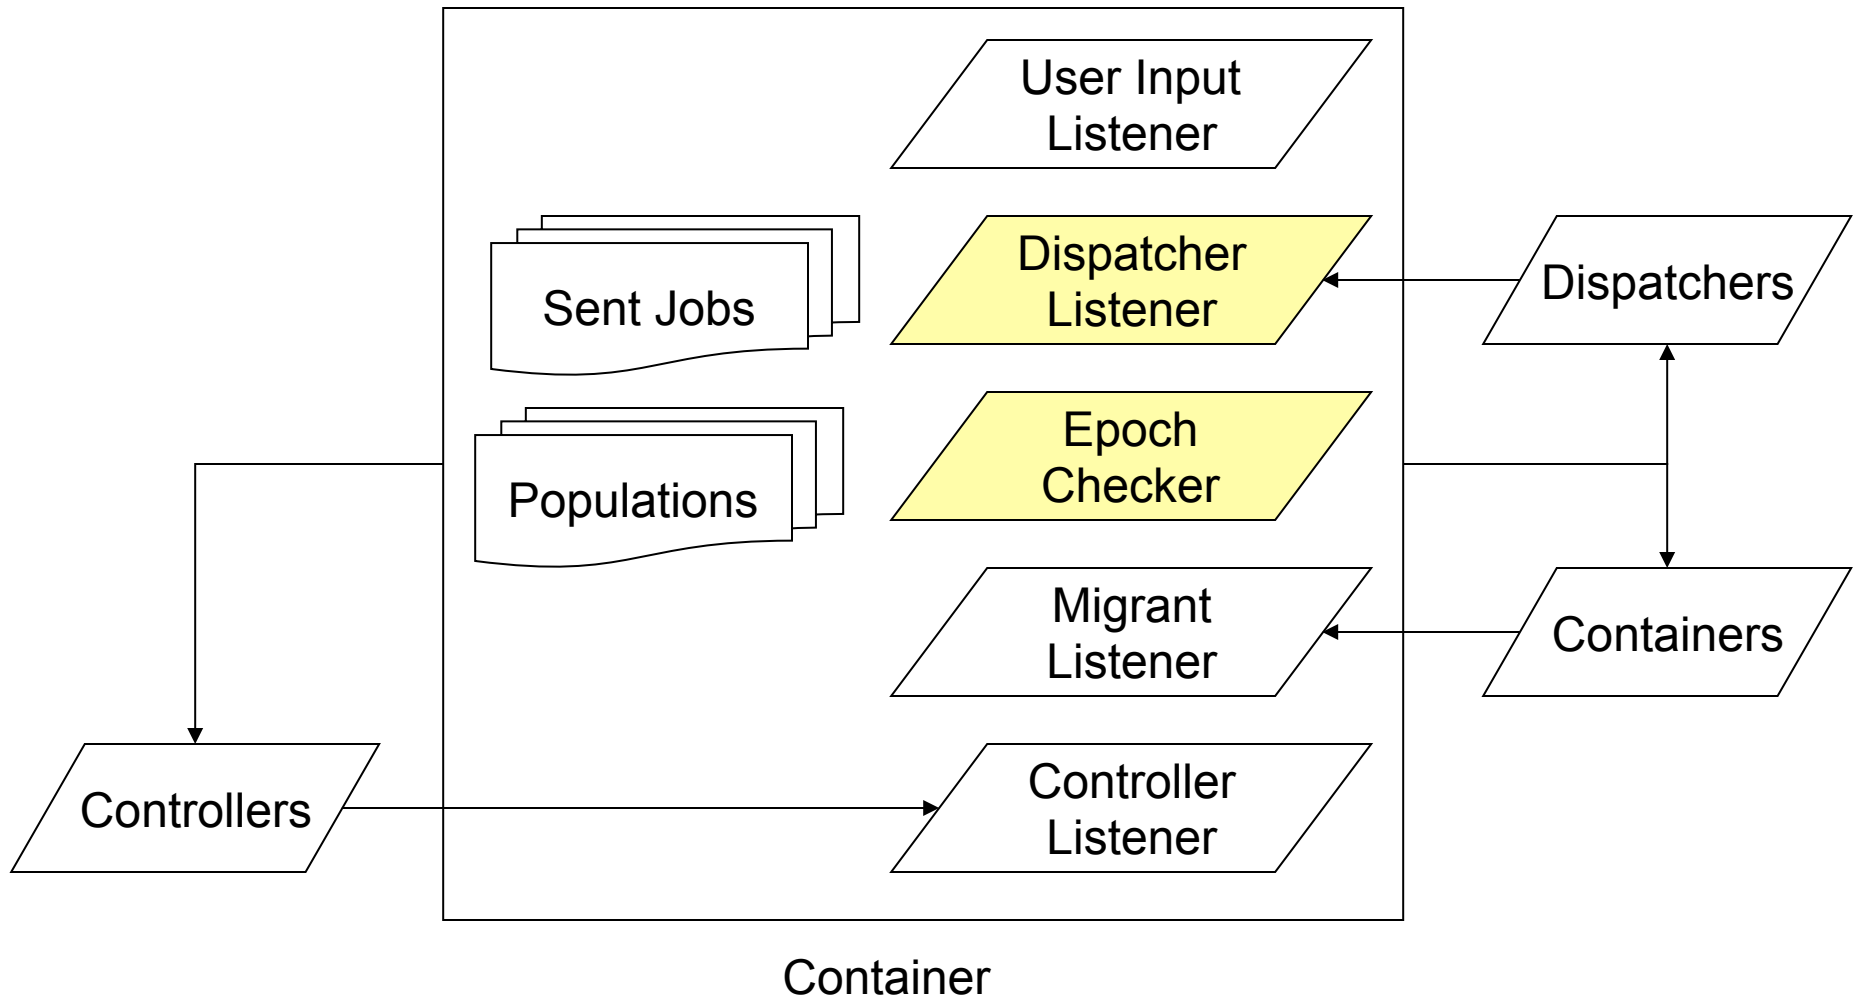 User Input
Listener
Dispatcher
Listener
Dispatchers
Sent Jobs
Epoch
Checker
Populations
Migrant
Listener
Containers
Controllers
Controller
Listener
Container